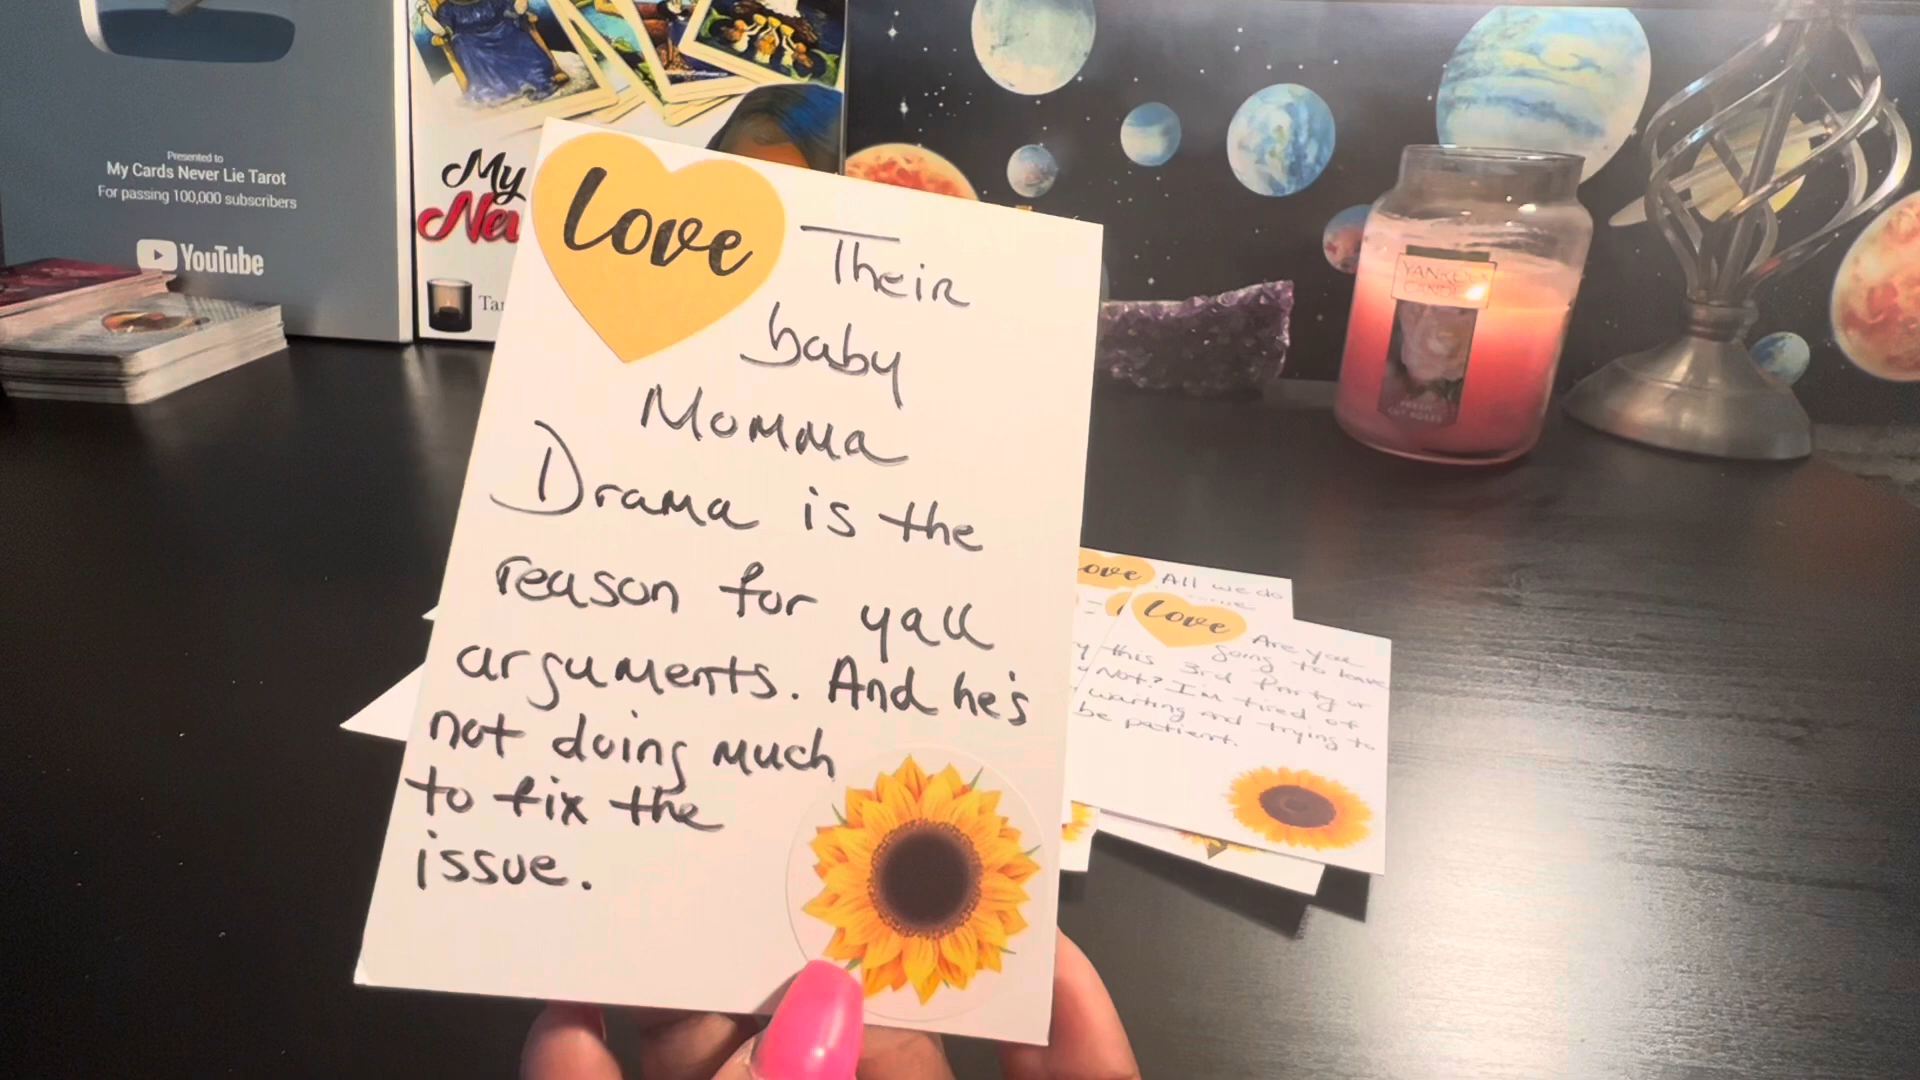 Presented to
My Cards Never Lie Tarot
For passing 100,000 subscribers
YouTube
My
Tar
Love
Their
baby
Momma
Drama is the
reason for yall
arguments. And he's
not doing much
to fix the
issue.
YANKEE
ove
All we do
Love
Are you
going to leave
this 3rd Party or
Not? I'm tired of
waiting and trying to
be patient.